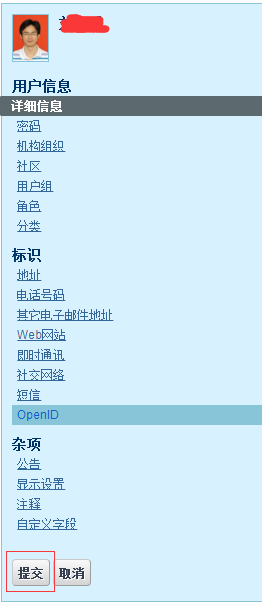 用户信息
详细信息
密码
机构组织
社区
用户组
角色
分类
标识
地址
电话号码
其它电子邮件地址
Web网站
即时通讯
社交网络
短信
OpenID
杂项
公告
显示设置
注释
自定义字段
提交 取消